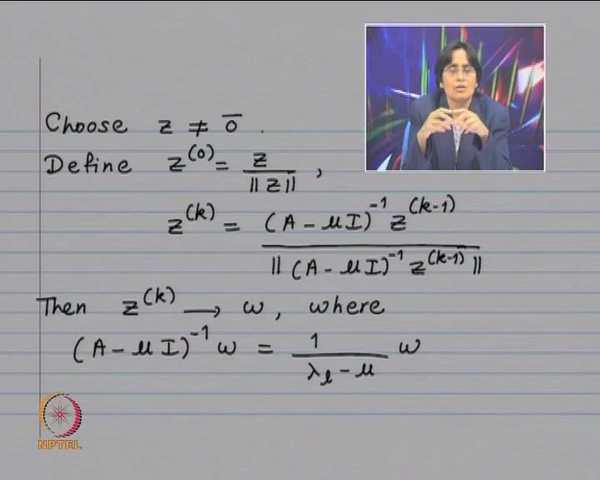 Choose z ≠ 0̄ .
Define z^(0) = z / ||z|| ,
z^(k) = (A - μI)^-1 z^(k-1) / || (A - μI)^-1 z^(k-1) ||
Then z^(k) → ω, where
(A - μI)^-1 ω = 1 / (λ_l - μ) ω
NPTEL